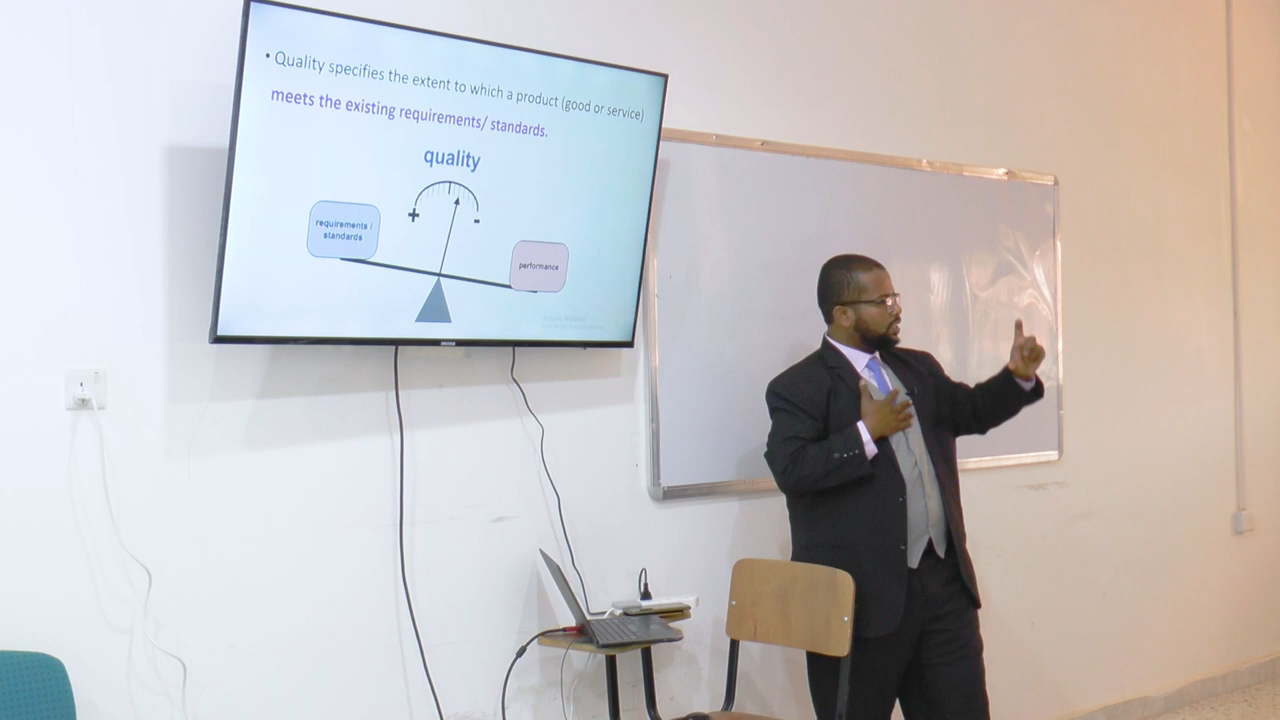 • Quality specifies the extent to which a product (good or service)
meets the existing requirements/ standards.
quality
+ -
requirements /
standards
performance